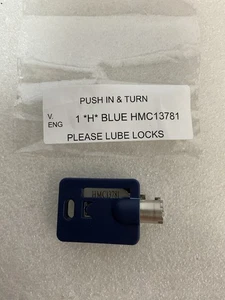 PUSH IN & TURN
V. 1 *H* BLUE HMC13781
ENG
PLEASE LUBE LOCKS